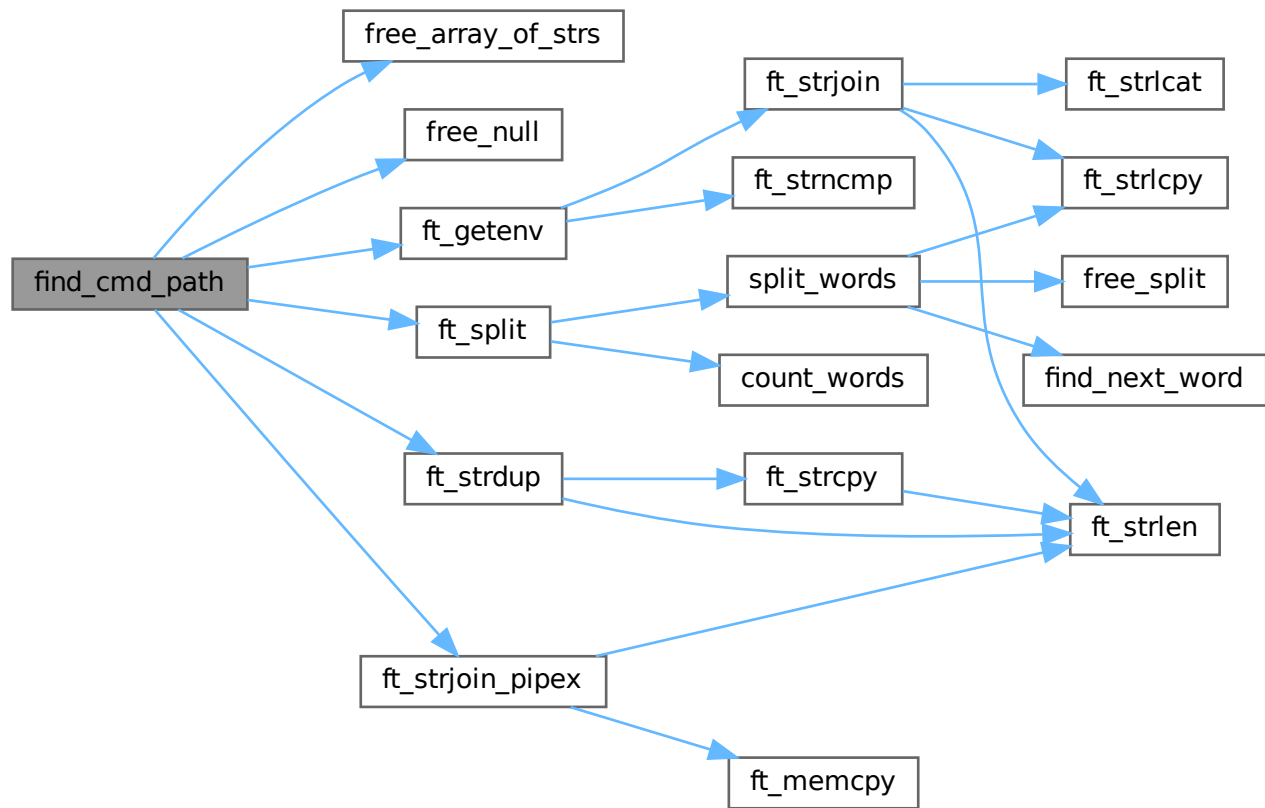 free_array_of_strs
ft_strjoin
ft_strlcat
free_null
ft_strncmp
ft_strlcpy
ft_getenv
find_cmd_path
split_words
free_split
ft_split
count_words
find_next_word
ft_strdup
ft_strcpy
ft_strlen
ft_strjoin_pipex
ft_memcpy